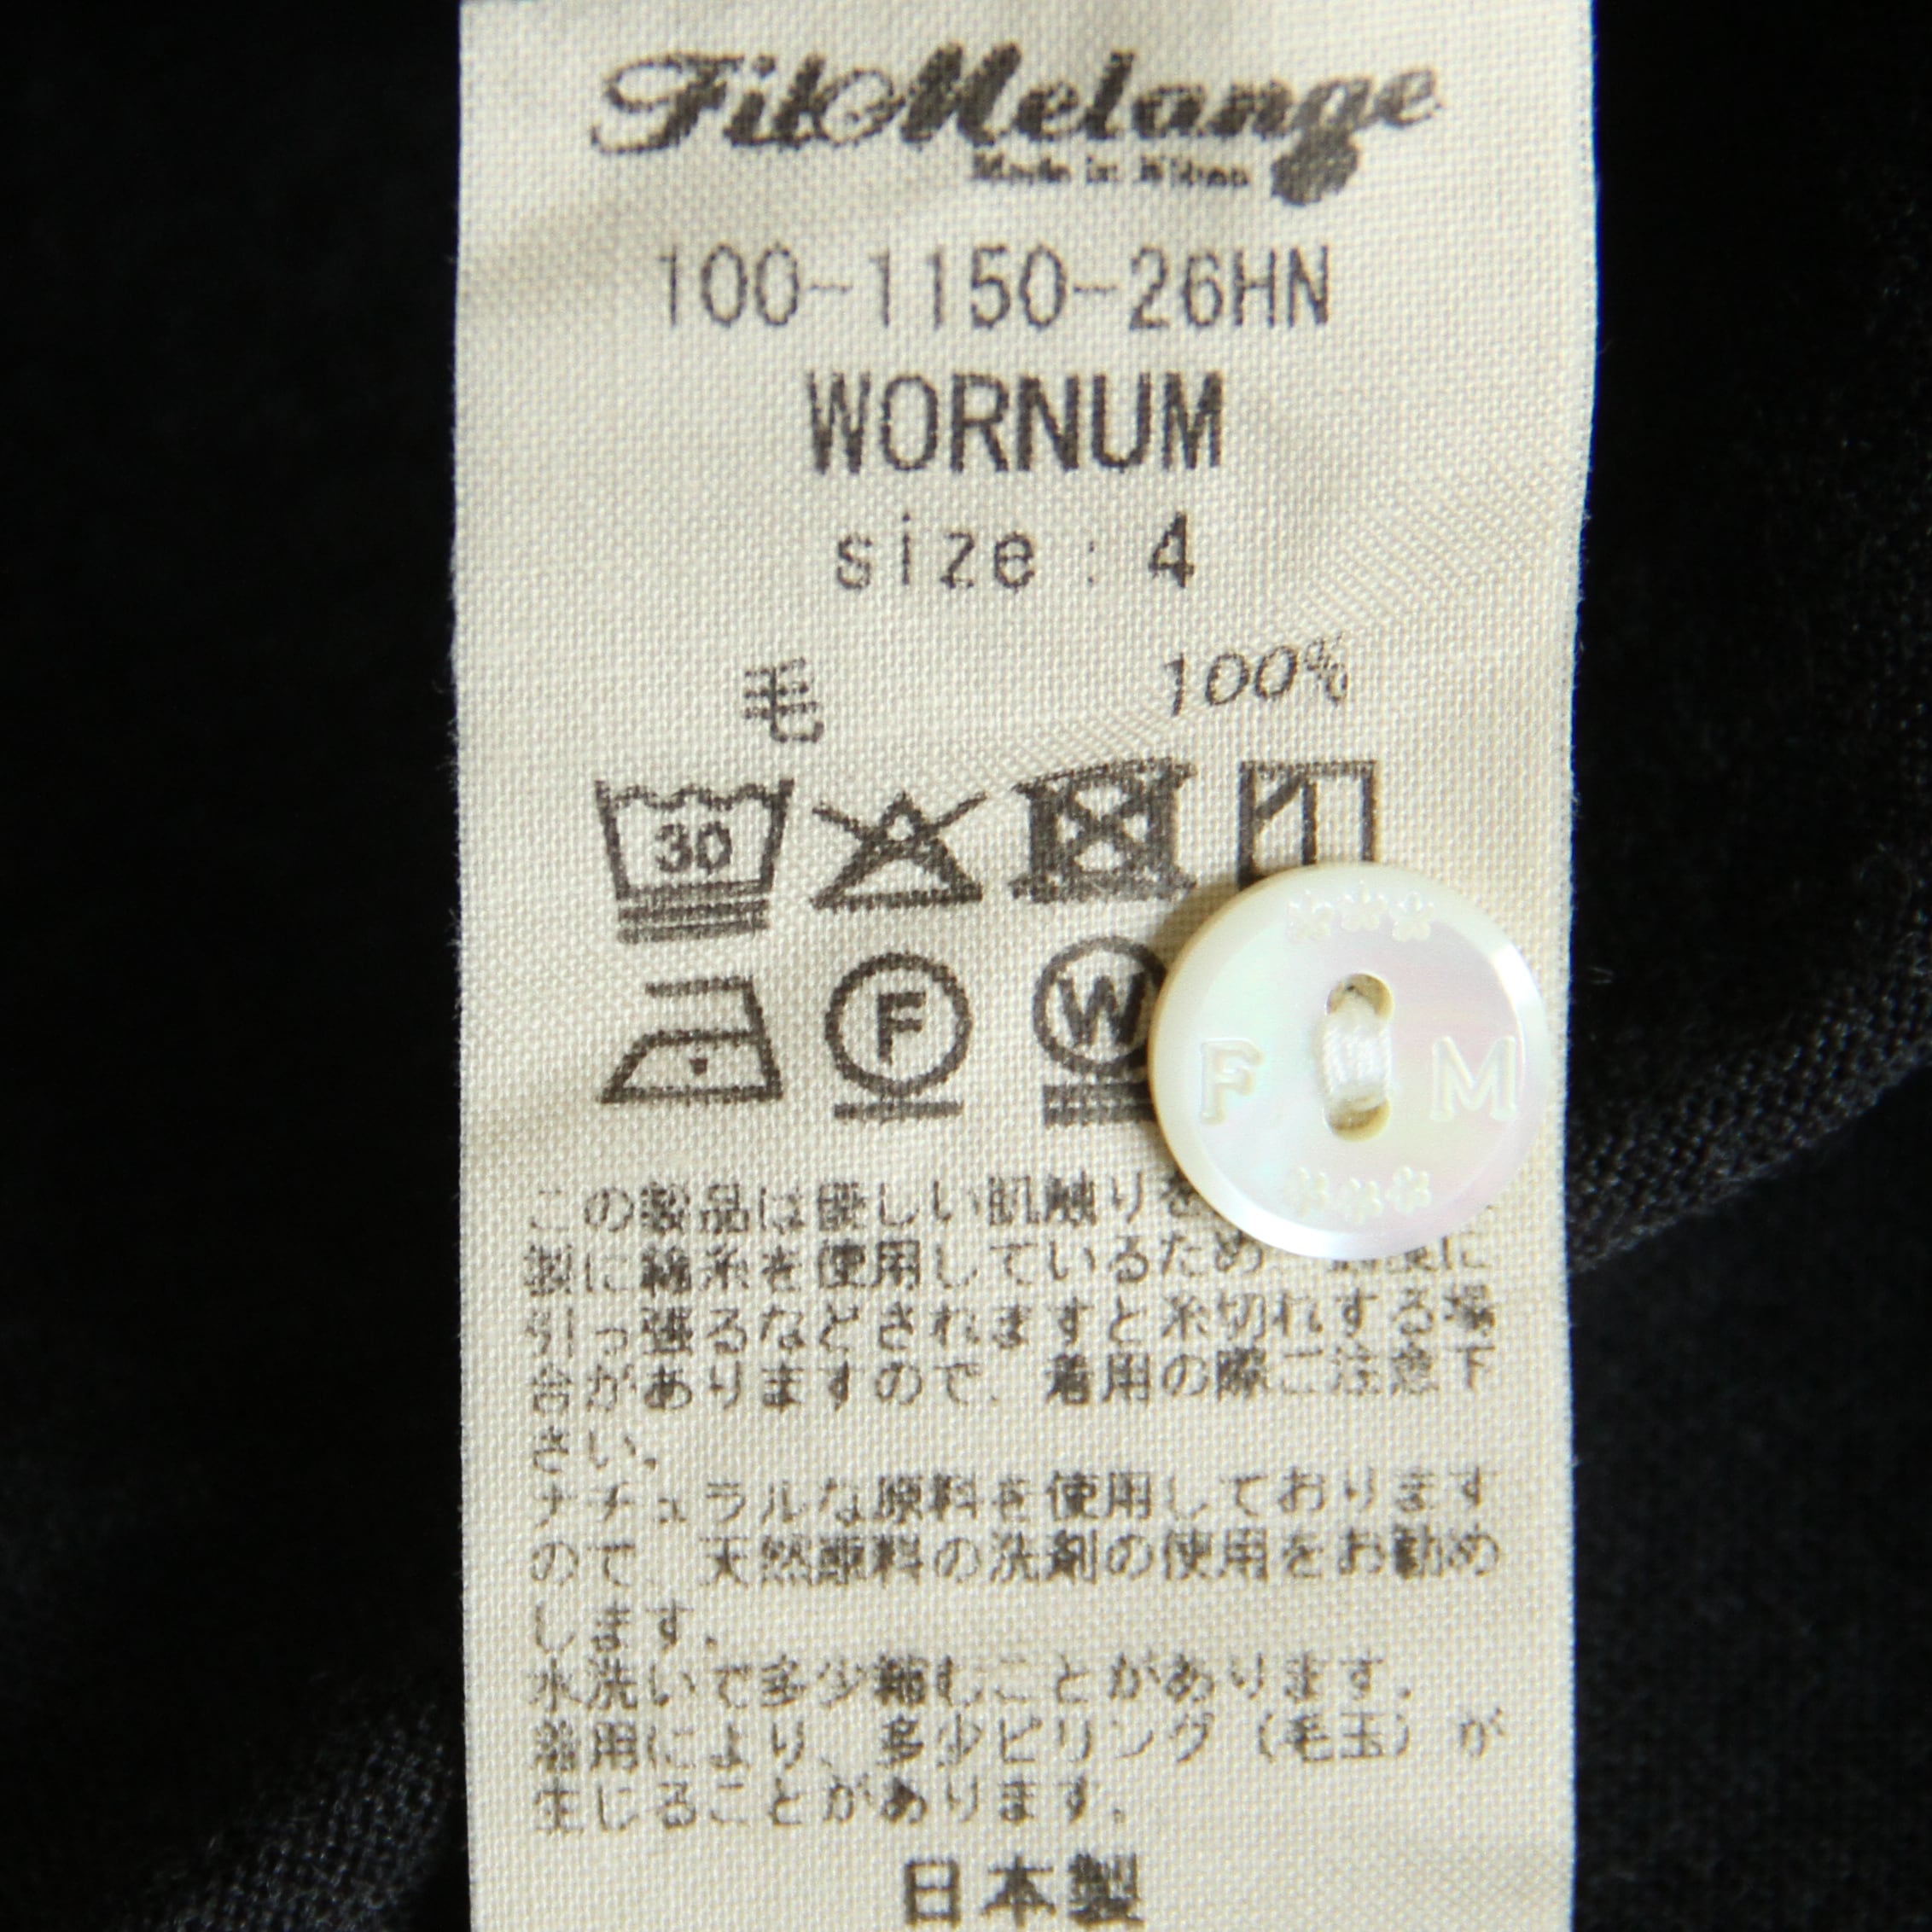 Fil Melange
Made in Nippon
100-1150-26HN
WORNUM
size : 4
毛 100%
30
F W
F M
この製品は優しい肌触りを
製に綿糸を使用しているため 度に
引っ張るなどされますと糸切れする場
合がありますので、着用の際ご注意下
さい。
ナチュラルな原料を使用しております
ので、天然原料の洗剤の使用をお勧め
します。
水洗いで多少縮むことがあります。
着用により、多少ピリング(毛玉)が
生じることがあります。
日本製